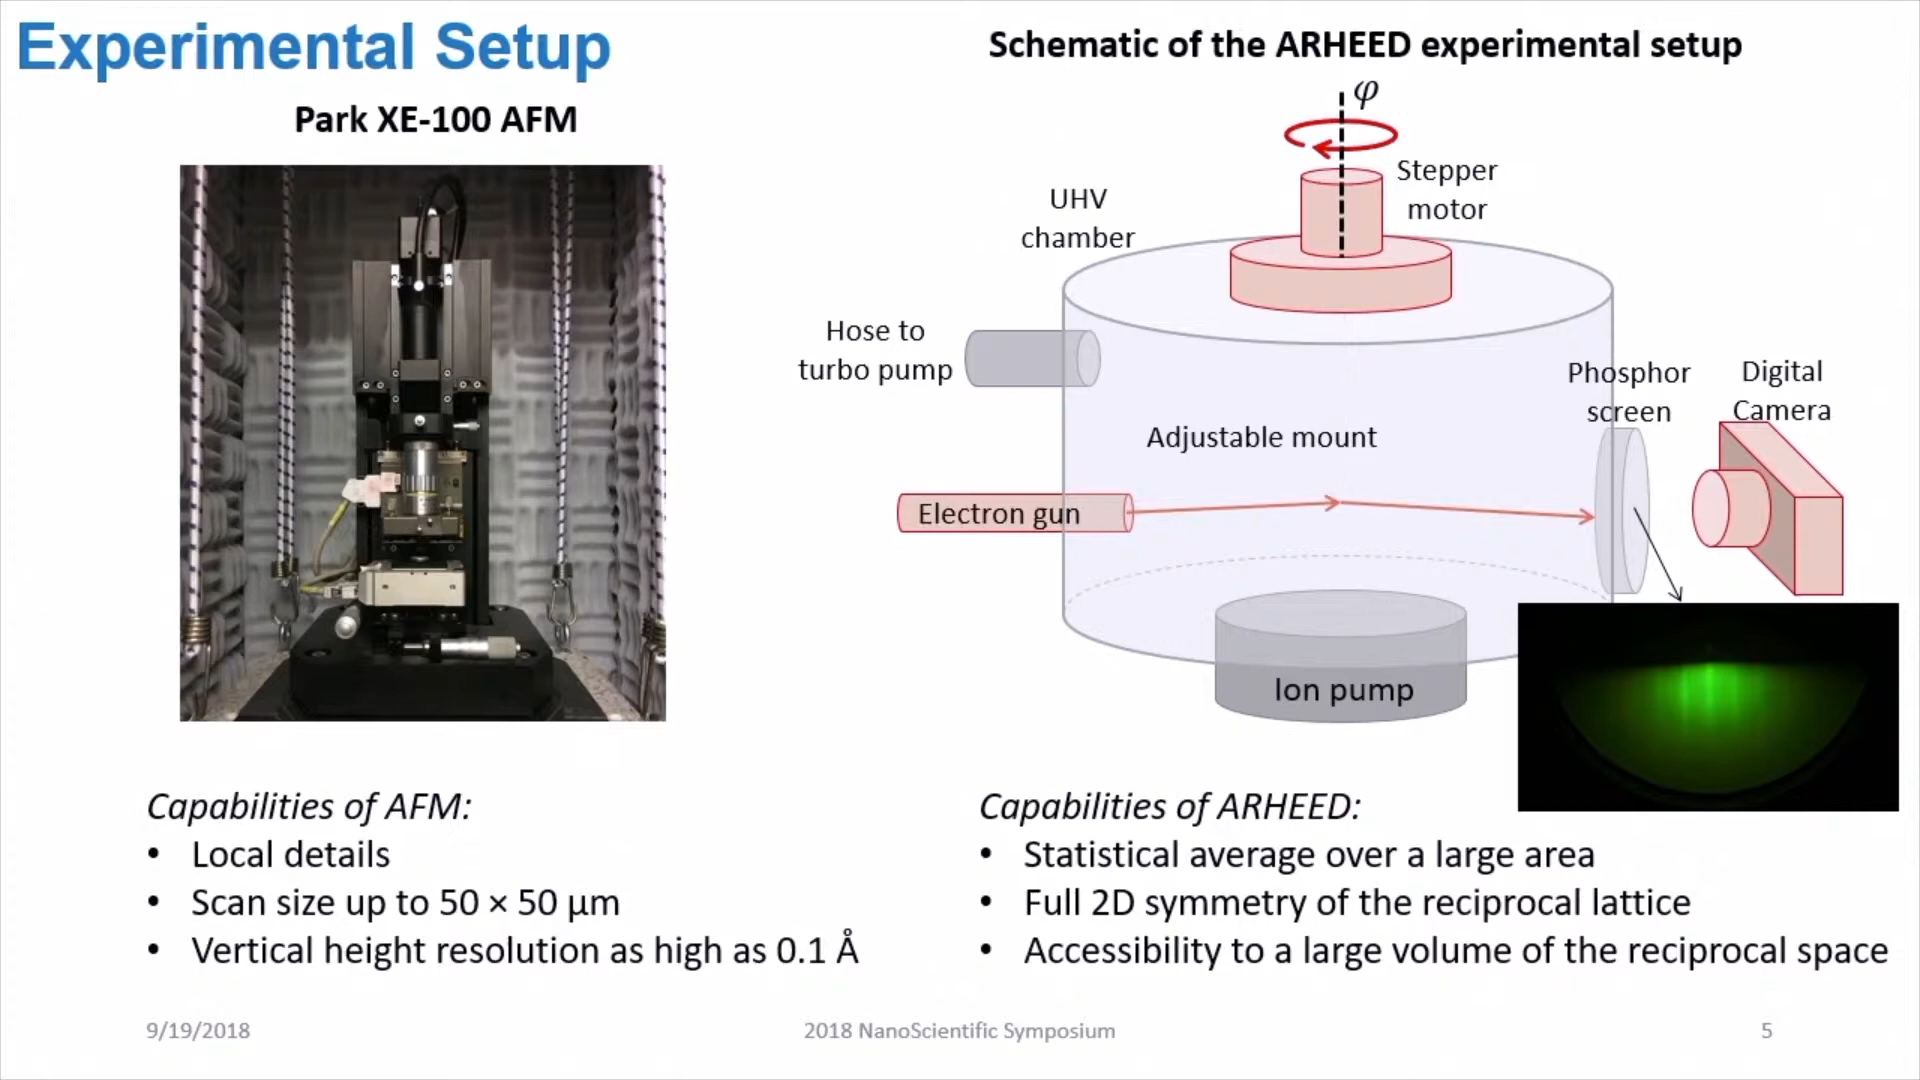 Experimental Setup
Park XE-100 AFM
Capabilities of AFM:
• Local details
• Scan size up to 50 × 50 μm
• Vertical height resolution as high as 0.1 Å
Schematic of the ARHEED experimental setup
φ
Stepper
motor
UHV
chamber
Hose to
turbo pump
Phosphor
screen
Digital
Camera
Adjustable mount
Electron gun
Ion pump
Capabilities of ARHEED:
• Statistical average over a large area
• Full 2D symmetry of the reciprocal lattice
• Accessibility to a large volume of the reciprocal space
9/19/2018
2018 NanoScientific Symposium
5